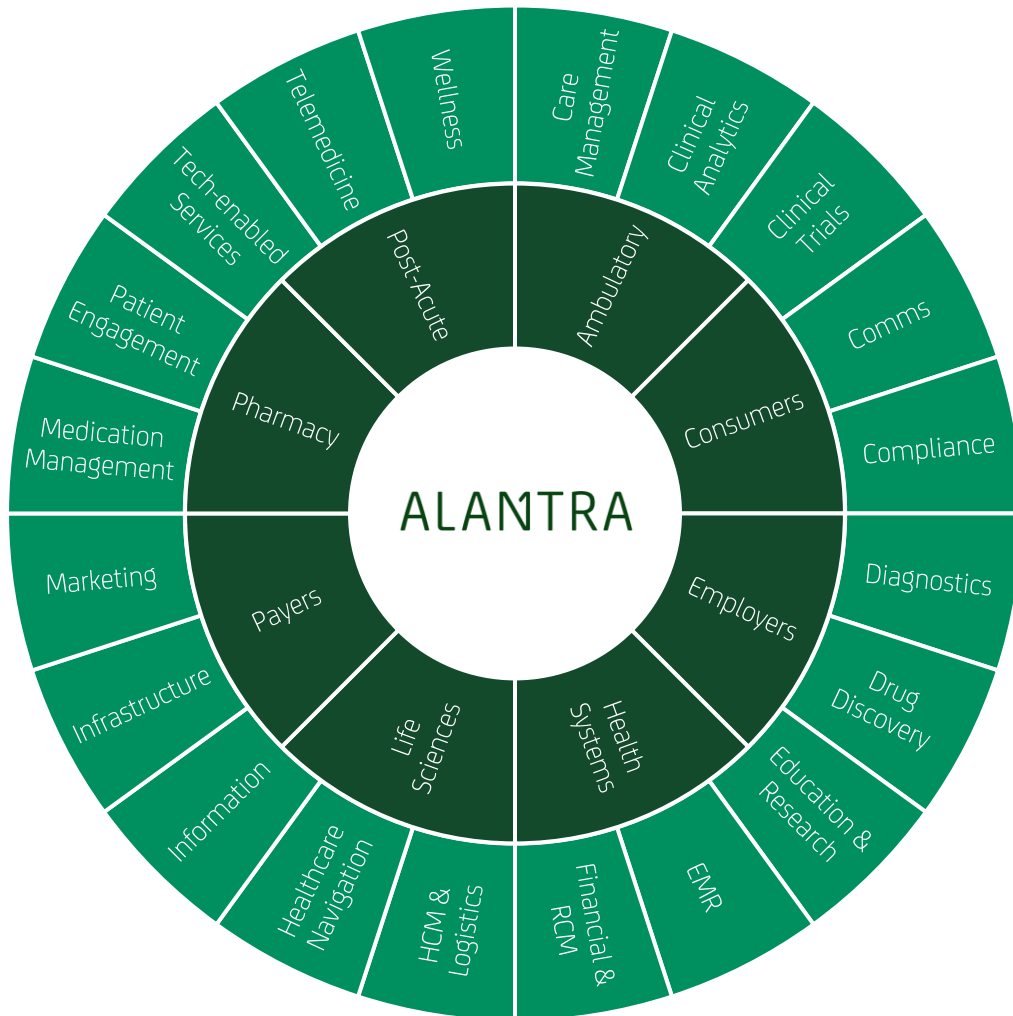 ALANTRA
Ambulatory
Consumers
Employers
Health
Systems
Life
Sciences
Payers
Pharmacy
Post-Acute
Care
Management
Clinical
Analytics
Clinical
Trials
Comms
Compliance
Diagnostics
Drug
Discovery
Education &
Research
EMR
Financial &
RCM
HCM &
Logistics
Healthcare
Navigation
Information
Infrastructure
Marketing
Medication
Management
Patient
Engagement
Tech-enabled
Services
Telemedicine
Wellness